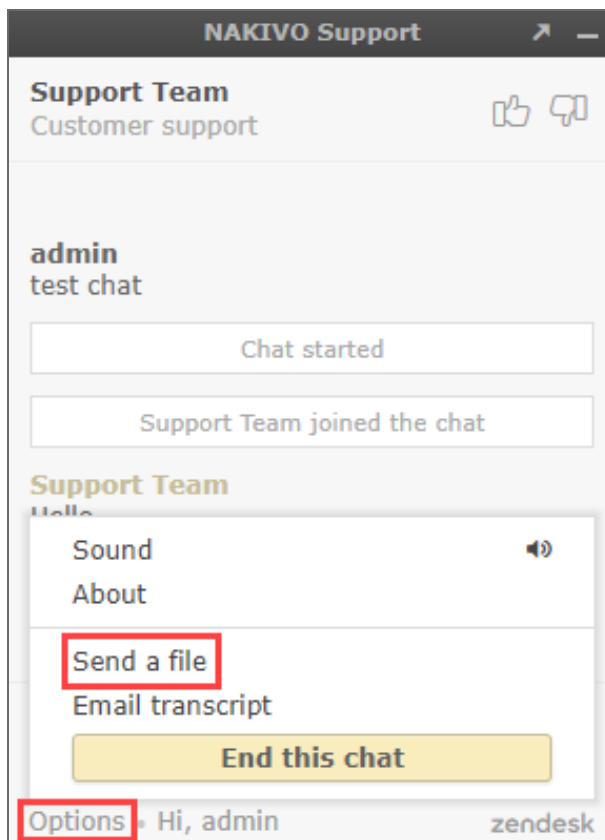 NAKIVO Support
Support Team
Customer support
admin
test chat
Chat started
Support Team joined the chat
Support Team
Hello
Sound
About
Send a file
Email transcript
End this chat
Options • Hi, admin
zendesk